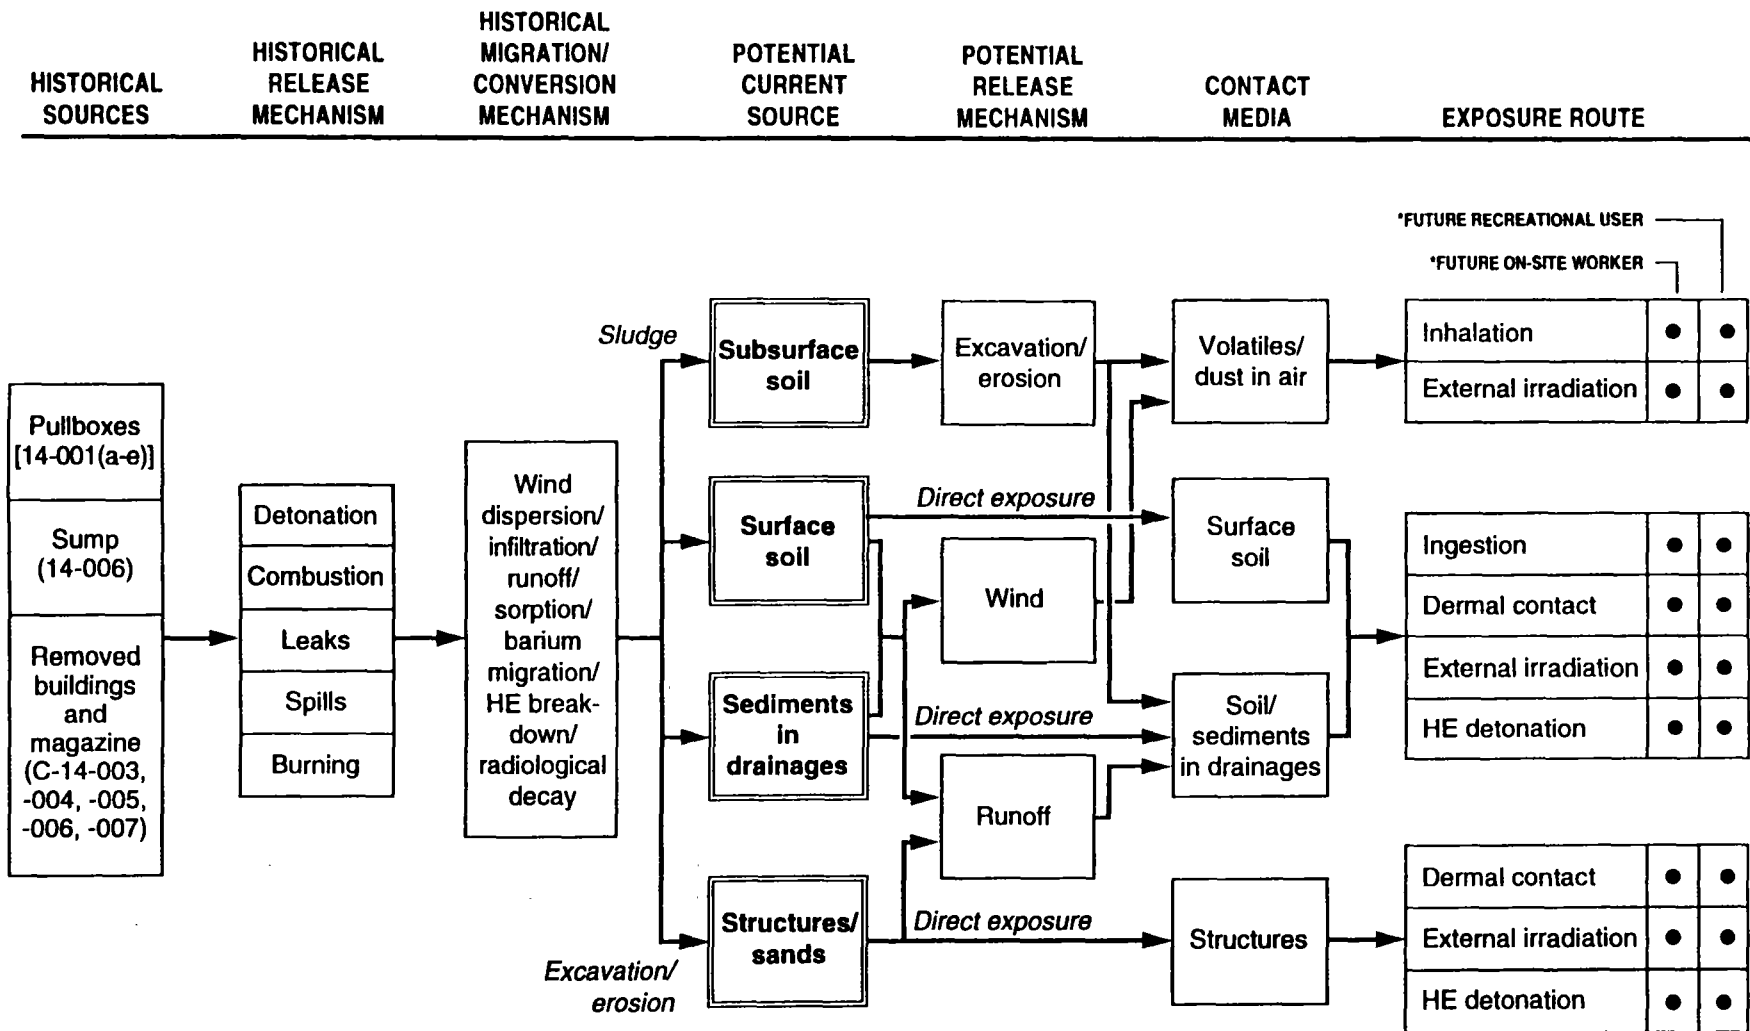 HISTORICAL
SOURCES
HISTORICAL
RELEASE
MECHANISM
HISTORICAL
MIGRATION/
CONVERSION
MECHANISM
POTENTIAL
CURRENT
SOURCE
POTENTIAL
RELEASE
MECHANISM
CONTACT
MEDIA
EXPOSURE ROUTE
*FUTURE RECREATIONAL USER
*FUTURE ON-SITE WORKER
Pullboxes
[14-001(a-e)]
Sump
(14-006)
Removed
buildings
and
magazine
(C-14-003,
-004, -005,
-006, -007)
Detonation
Combustion
Leaks
Spills
Burning
Wind
dispersion/
infiltration/
runoff/
sorption/
barium
migration/
HE break-
down/
radiological
decay
Sludge
Excavation/
erosion
Subsurface
soil
Surface
soil
Sediments
in
drainages
Structures/
sands
Excavation/
erosion
Direct exposure
Wind
Direct exposure
Runoff
Direct exposure
Volatiles/
dust in air
Surface
soil
Soil/
sediments
in drainages
Structures
Inhalation
External irradiation
Ingestion
Dermal contact
External irradiation
HE detonation
Dermal contact
External irradiation
HE detonation